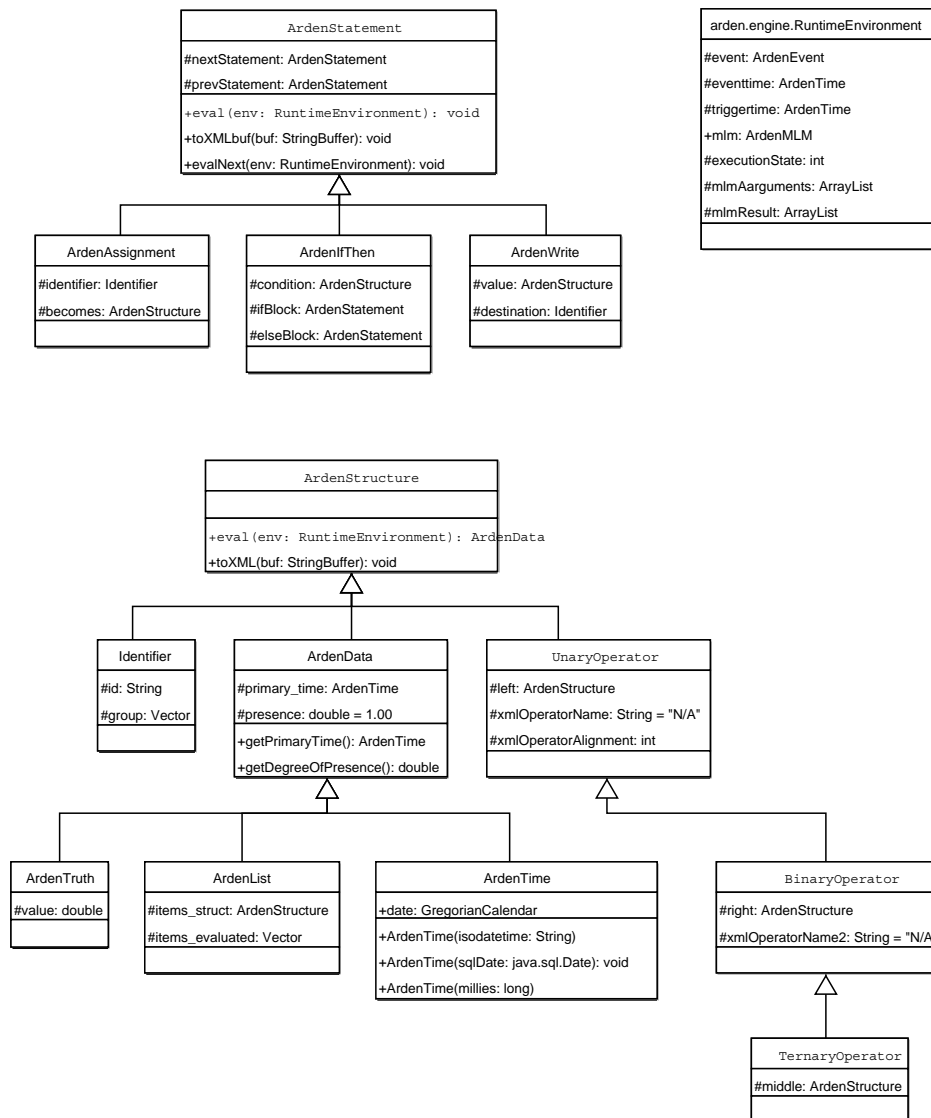 ArdenStatement
#nextStatement: ArdenStatement
#prevStatement: ArdenStatement
+eval(env: RuntimeEnvironment): void
+toXMLbuf(buf: StringBuffer): void
+evalNext(env: RuntimeEnvironment): void
arden.engine.RuntimeEnvironment
#event: ArdenEvent
#eventtime: ArdenTime
#triggertime: ArdenTime
+mlm: ArdenMLM
#executionState: int
#mlmAarguments: ArrayList
#mlmResult: ArrayList
ArdenAssignment
#identifier: Identifier
#becomes: ArdenStructure
ArdenIfThen
#condition: ArdenStructure
#ifBlock: ArdenStatement
#elseBlock: ArdenStatement
ArdenWrite
#value: ArdenStructure
#destination: Identifier
ArdenStructure
+eval(env: RuntimeEnvironment): ArdenData
+toXML(buf: StringBuffer): void
Identifier
#id: String
#group: Vector
ArdenData
#primary_time: ArdenTime
#presence: double = 1.00
+getPrimaryTime(): ArdenTime
+getDegreeOfPresence(): double
UnaryOperator
#left: ArdenStructure
#xmlOperatorName: String = "N/A"
#xmlOperatorAlignment: int
ArdenTruth
#value: double
ArdenList
#items_struct: ArdenStructure
#items_evaluated: Vector
ArdenTime
+date: GregorianCalendar
+ArdenTime(isodatetime: String)
+ArdenTime(sqlDate: java.sql.Date): void
+ArdenTime(millies: long)
BinaryOperator
#right: ArdenStructure
#xmlOperatorName2: String = "N/A
TernaryOperator
#middle: ArdenStructure